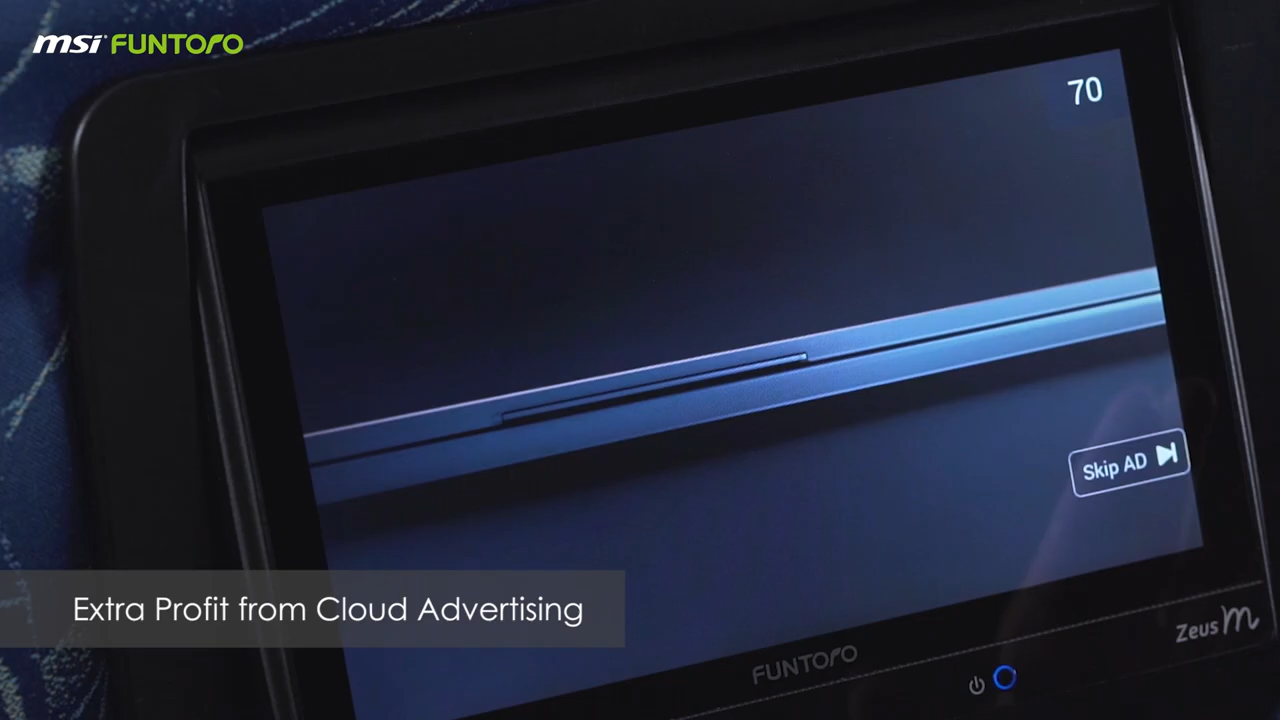 msi FUNTORO
70
Skip AD
Extra Profit from Cloud Advertising
FUNTORO
Zeus m